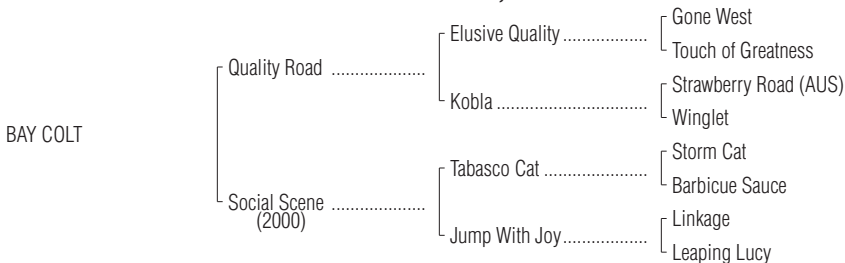 Gone West
Elusive Quality ....................
Touch of Greatness
Quality Road ......................
Strawberry Road (AUS)
Kobla ...................................
Winglet
BAY COLT
Storm Cat
Tabasco Cat ........................
Barbicue Sauce
Social Scene ......................
(2000)
Linkage
Jump With Joy....................
Leaping Lucy